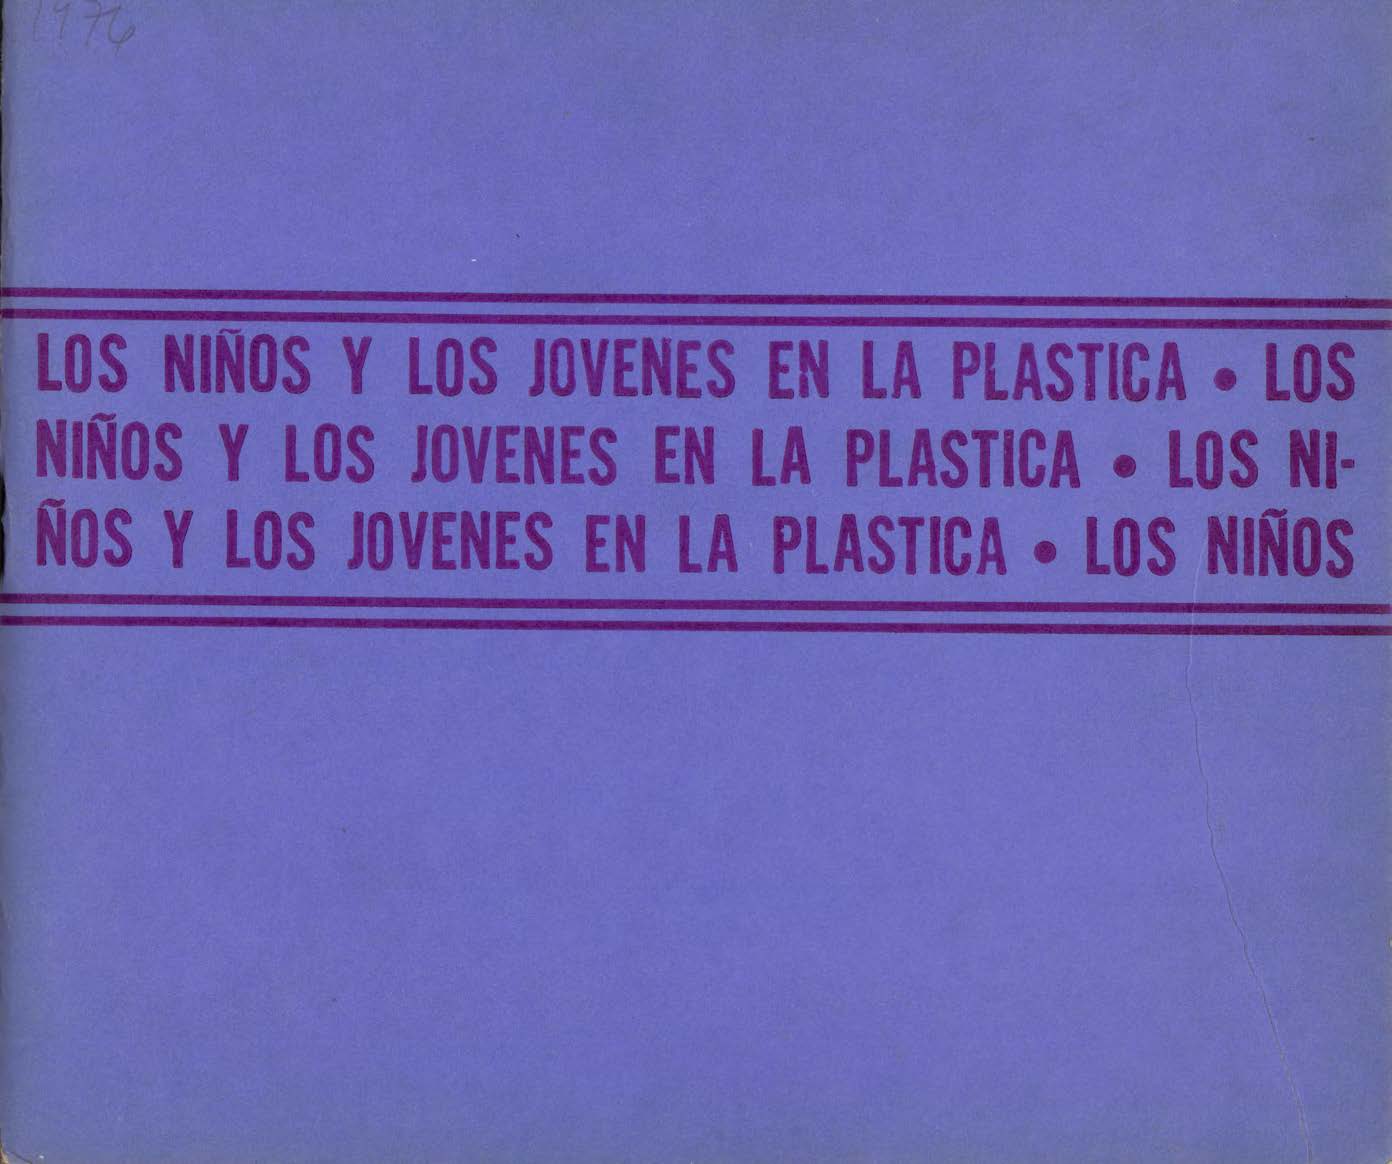 1976
LOS NIÑOS Y LOS JOVENES EN LA PLASTICA • LOS
NIÑOS Y LOS JOVENES EN LA PLASTICA • LOS NI-
ÑOS Y LOS JOVENES EN LA PLASTICA • LOS NIÑOS